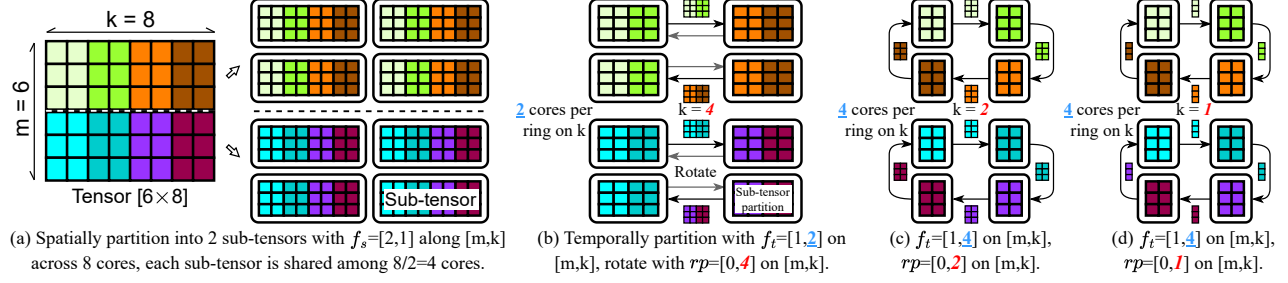 k = 8
m = 6
Tensor [6×8]
Sub-tensor
(a) Spatially partition into 2 sub-tensors with fₛ=[2,1] along [m,k]
across 8 cores, each sub-tensor is shared among 8/2=4 cores.
2 cores per
ring on k
k = 4
Rotate
Sub-tensor
partition
(b) Temporally partition with fₜ=[1,2] on
[m,k], rotate with rp=[0,4] on [m,k].
4 cores per
ring on k
k = 2
(c) fₜ=[1,4] on [m,k],
rp=[0,2] on [m,k].
4 cores per
ring on k
k = 1
(d) fₜ=[1,4] on [m,k],
rp=[0,1] on [m,k].